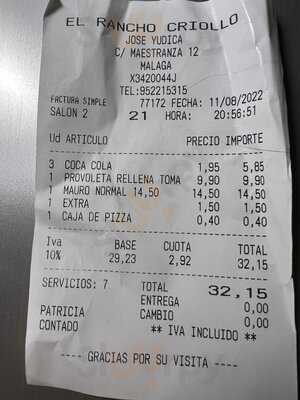 EL RANCHO CRIOLLO
JOSE YUDICA
C/ MAESTRANZA 12
MALAGA
X3420044J
TEL:952215315
FACTURA SIMPLE 77172 FECHA: 11/08/2022
SALON 2 21 HORA: 20:56:51
Ud ARTICULO PRECIO IMPORTE
3 COCA COLA 1,95 5,85
1 PROVOLETA RELLENA TOMA 9,90 9,90
1 MAURO NORMAL 14,50 14,50 14,50
1 EXTRA 1,50 1,50
1 CAJA DE PIZZA 0,40 0,40
Iva BASE CUOTA TOTAL
10% 29,23 2,92 32,15
SERVICIOS: 7 TOTAL 32,15
ENTREGA 0,00
PATRICIA CAMBIO 0,00
CONTADO ** IVA INCLUIDO **
---- GRACIAS POR SU VISITA ----